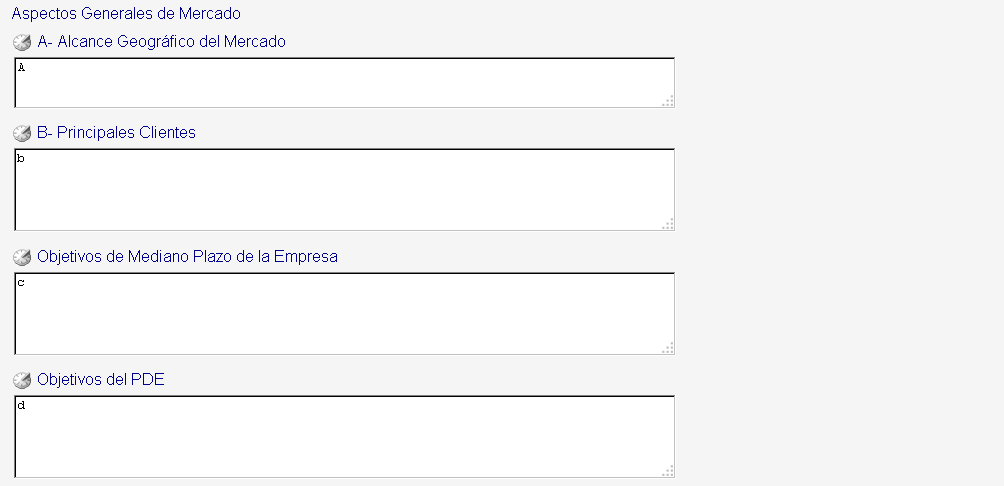 Aspectos Generales de Mercado
A- Alcance Geográfico del Mercado
A
B- Principales Clientes
b
Objetivos de Mediano Plazo de la Empresa
c
Objetivos del PDE
d